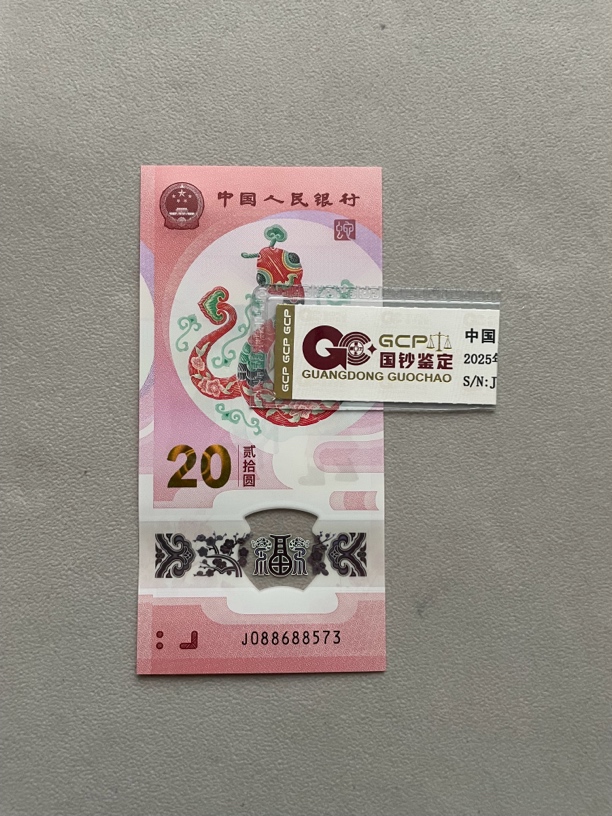 中国人民银行
GCP GCP GCP
GCP
国钞鉴定
GUANGDONG GUOCHAO
中国
2025年
S/N:J
20
贰拾圆
福
J088688573